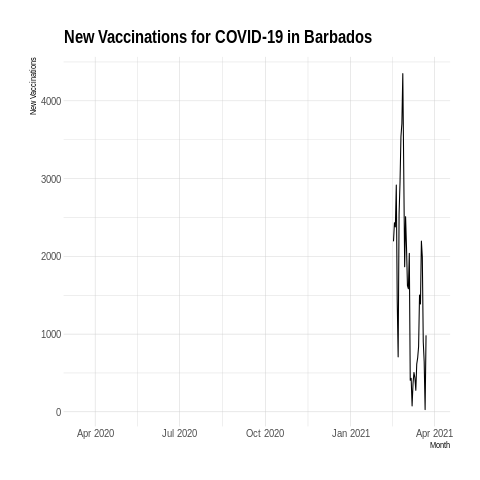 New Vaccinations for COVID-19 in Barbados
New Vaccinations
4000
3000
2000
1000
0
Apr 2020 Jul 2020 Oct 2020 Jan 2021 Apr 2021
Month